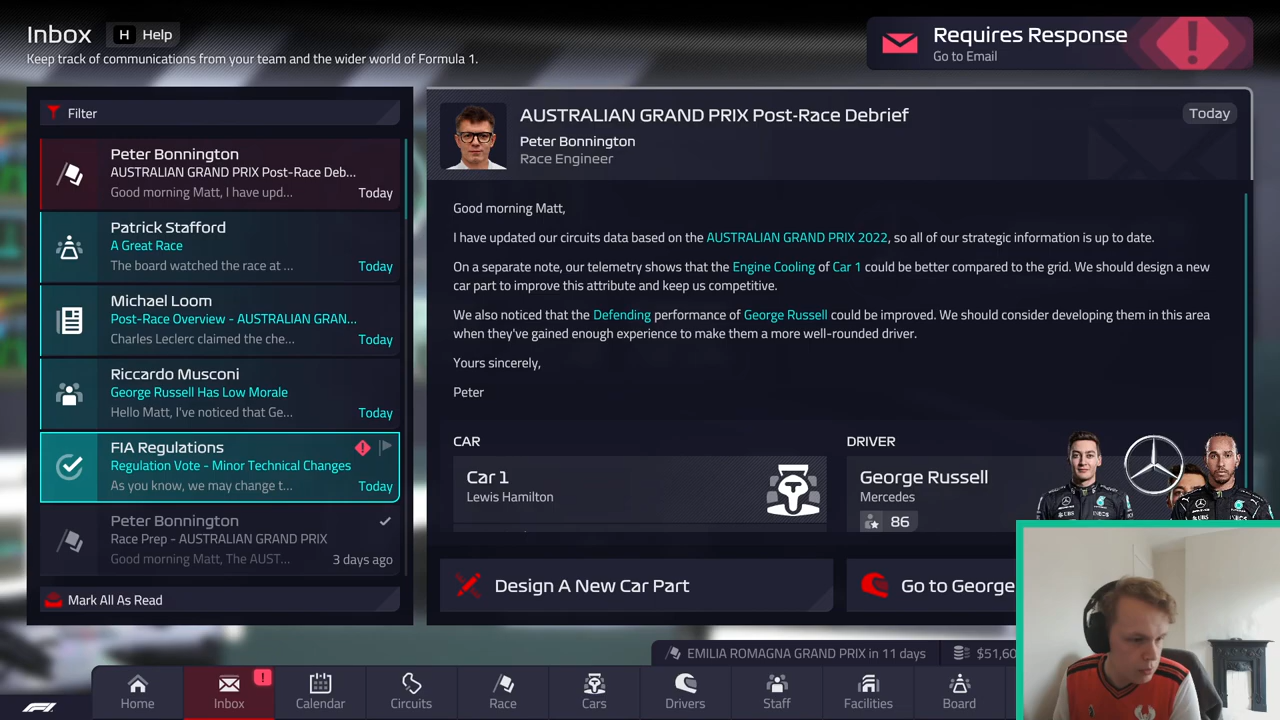 Inbox
H Help
Keep track of communications from your team and the wider world of Formula 1.
Requires Response
Go to Email
Filter
Peter Bonnington
AUSTRALIAN GRAND PRIX Post-Race Deb...
Good morning Matt, I have upd...
Today
Patrick Stafford
A Great Race
The board watched the race at ...
Today
Michael Loom
Post-Race Overview - AUSTRALIAN GRAN...
Charles Leclerc claimed the che...
Today
Riccardo Musconi
George Russell Has Low Morale
Hello Matt, I've noticed that Ge...
Today
FIA Regulations
Regulation Vote - Minor Technical Changes
As you know, we may change t...
Today
Peter Bonnington
Race Prep - AUSTRALIAN GRAND PRIX
Good morning Matt, The AUST...
3 days ago
Mark All As Read
AUSTRALIAN GRAND PRIX Post-Race Debrief
Today
Peter Bonnington
Race Engineer
Good morning Matt,
I have updated our circuits data based on the AUSTRALIAN GRAND PRIX 2022, so all of our strategic information is up to date.
On a separate note, our telemetry shows that the Engine Cooling of Car 1 could be better compared to the grid. We should design a new
car part to improve this attribute and keep us competitive.
We also noticed that the Defending performance of George Russell could be improved. We should consider developing them in this area
when they've gained enough experience to make them a more well-rounded driver.
Yours sincerely,
Peter
CAR
Car 1
Lewis Hamilton
DRIVER
George Russell
Mercedes
86
Design A New Car Part
Go to George
EMILIA ROMAGNA GRAND PRIX in 11 days
$51,60
Home
Inbox
Calendar
Circuits
Race
Cars
Drivers
Staff
Facilities
Board